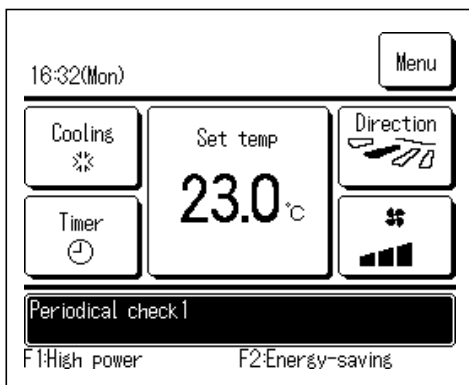 Menu
16:32(Mon)
Cooling
Set temp
Direction
23.0℃
Timer
Periodical check1
F1:High power
F2:Energy-saving